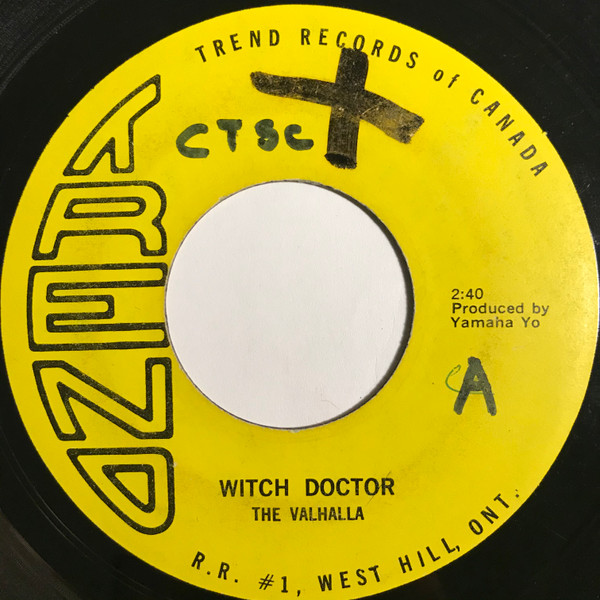 TREND RECORDS of CANADA
CTSC
TREND
2:40
Produced by
Yamaha Yo
A
WITCH DOCTOR
THE VALHALLA
R.R. #1, WEST HILL, ONT.